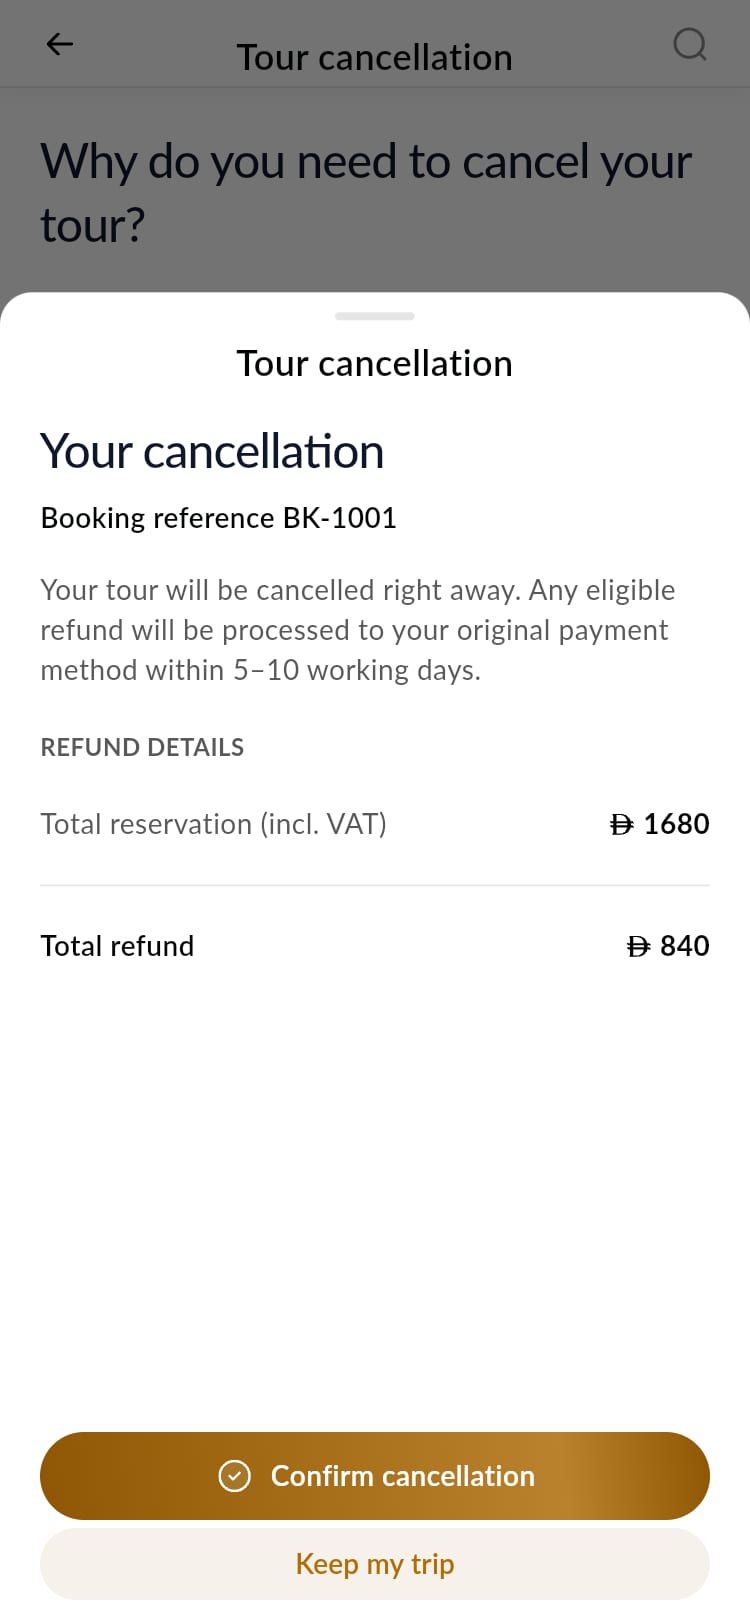 Tour cancellation
Why do you need to cancel your
tour?
Tour cancellation
Your cancellation
Booking reference BK-1001
Your tour will be cancelled right away. Any eligible
refund will be processed to your original payment
method within 5–10 working days.
REFUND DETAILS
Total reservation (incl. VAT) 1680
Total refund 840
Confirm cancellation
Keep my trip